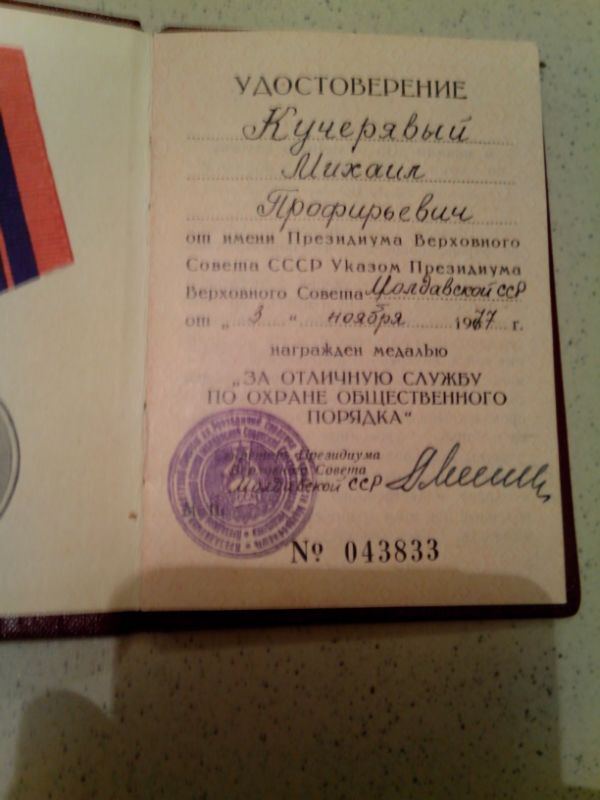 УДОСТОВЕРЕНИЕ
Кучерявый
Михаил
Профирьевич
от имени Президиума Верховного
Совета СССР Указом Президиума
Верховного Совета Молдавской ССР
от „ 3 “ ноября 1977 г.
награжден медалью
„ЗА ОТЛИЧНУЮ СЛУЖБУ
ПО ОХРАНЕ ОБЩЕСТВЕННОГО
ПОРЯДКА“
Президиума
Верховного Совета
Молдавской ССР
№ 043833